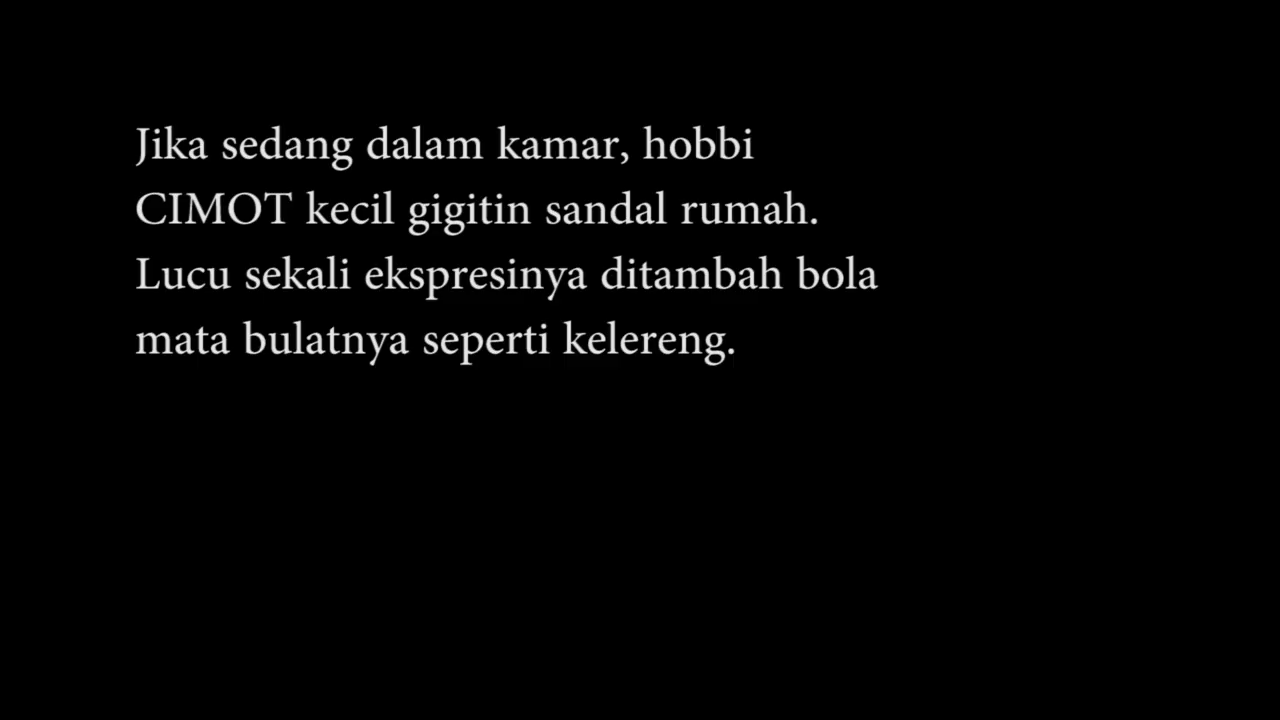 Jika sedang dalam kamar, hobbi
CIMOT kecil gigitin sandal rumah.
Lucu sekali ekspresinya ditambah bola
mata bulatnya seperti kelereng.